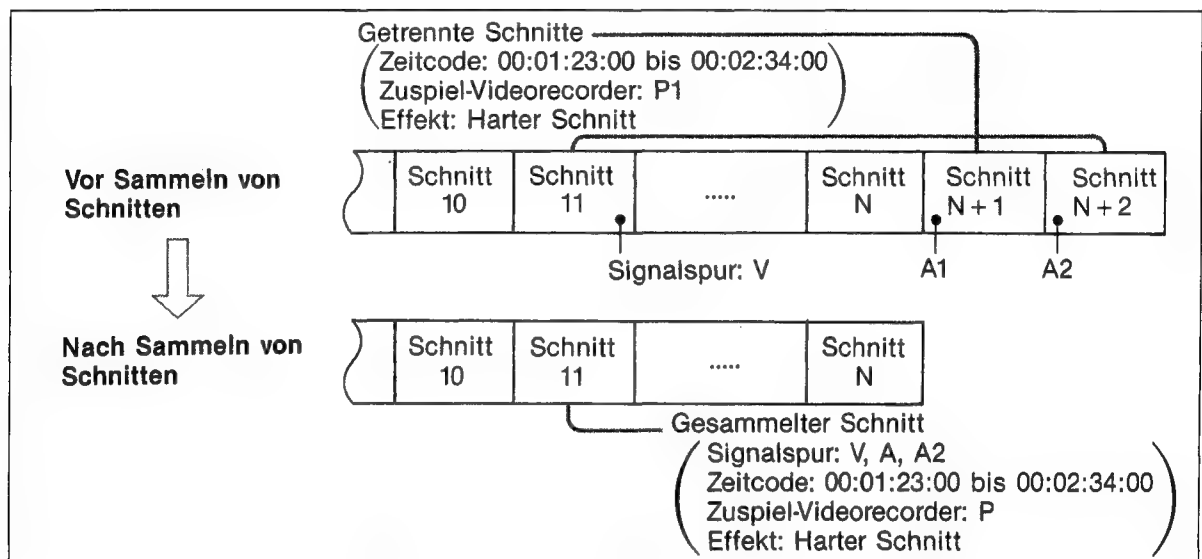 Getrennte Schnitte
Zeitcode: 00:01:23:00 bis 00:02:34:00
Zuspiel-Videorecorder: P1
Effekt: Harter Schnitt
Vor Sammeln von
Schnitten
Schnitt
10
Schnitt
11
.....
Schnitt
N
Schnitt
N + 1
Schnitt
N + 2
Signalspur: V
A1
A2
Nach Sammeln von
Schnitten
Schnitt
10
Schnitt
11
.....
Schnitt
N
Gesammelter Schnitt
Signalspur: V, A, A2
Zeitcode: 00:01:23:00 bis 00:02:34:00
Zuspiel-Videorecorder: P
Effekt: Harter Schnitt